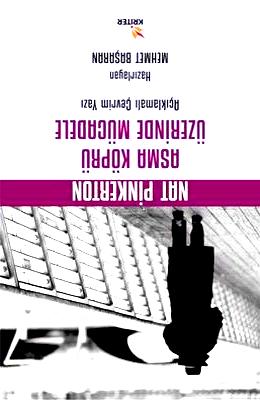 NAT PİNKERTON
ASMA KÖPRÜ
ÜZERİNDE MÜCADELE
Açıklamalı Çevrim Yazı
Hazırlayan
MEHMET BAŞARAN
KRİTER